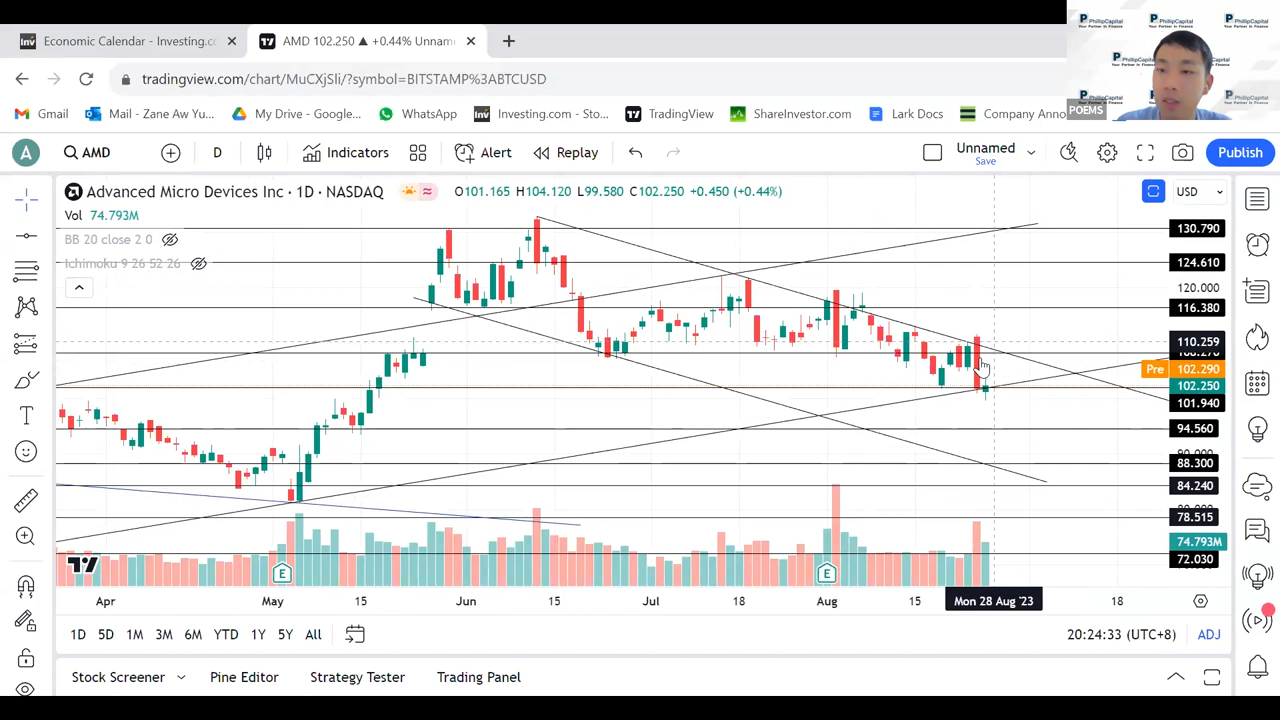 Economic Calendar - Investing.co
AMD 102.250 ▲ +0.44% Unnam
tradingview.com/chart/MuCXjSli/?symbol=BITSTAMP%3ABTCUSD
PhillipCapital
Your Partner in Finance
POEMS
Gmail
Mail - Zane Aw Yu...
My Drive - Google...
WhatsApp
Investing.com - Sto...
TradingView
ShareInvestor.com
Lark Docs
Company Anno
A
AMD
D
Indicators
Alert
Replay
Unnamed
Save
Publish
Advanced Micro Devices Inc · 1D · NASDAQ
O101.165 H104.120 L99.580 C102.250 +0.450 (+0.44%)
USD
Vol 74.793M
BB 20 close 2 0
Ichimoku 9 26 52 26
130.790
124.610
120.000
116.380
110.259
Pre 102.290
102.250
101.940
94.560
88.300
84.240
78.515
74.793M
72.030
E
E
Apr
May
15
Jun
15
Jul
18
Aug
15
Mon 28 Aug '23
18
1D
5D
1M
3M
6M
YTD
1Y
5Y
All
20:24:33 (UTC+8)
ADJ
Stock Screener
Pine Editor
Strategy Tester
Trading Panel